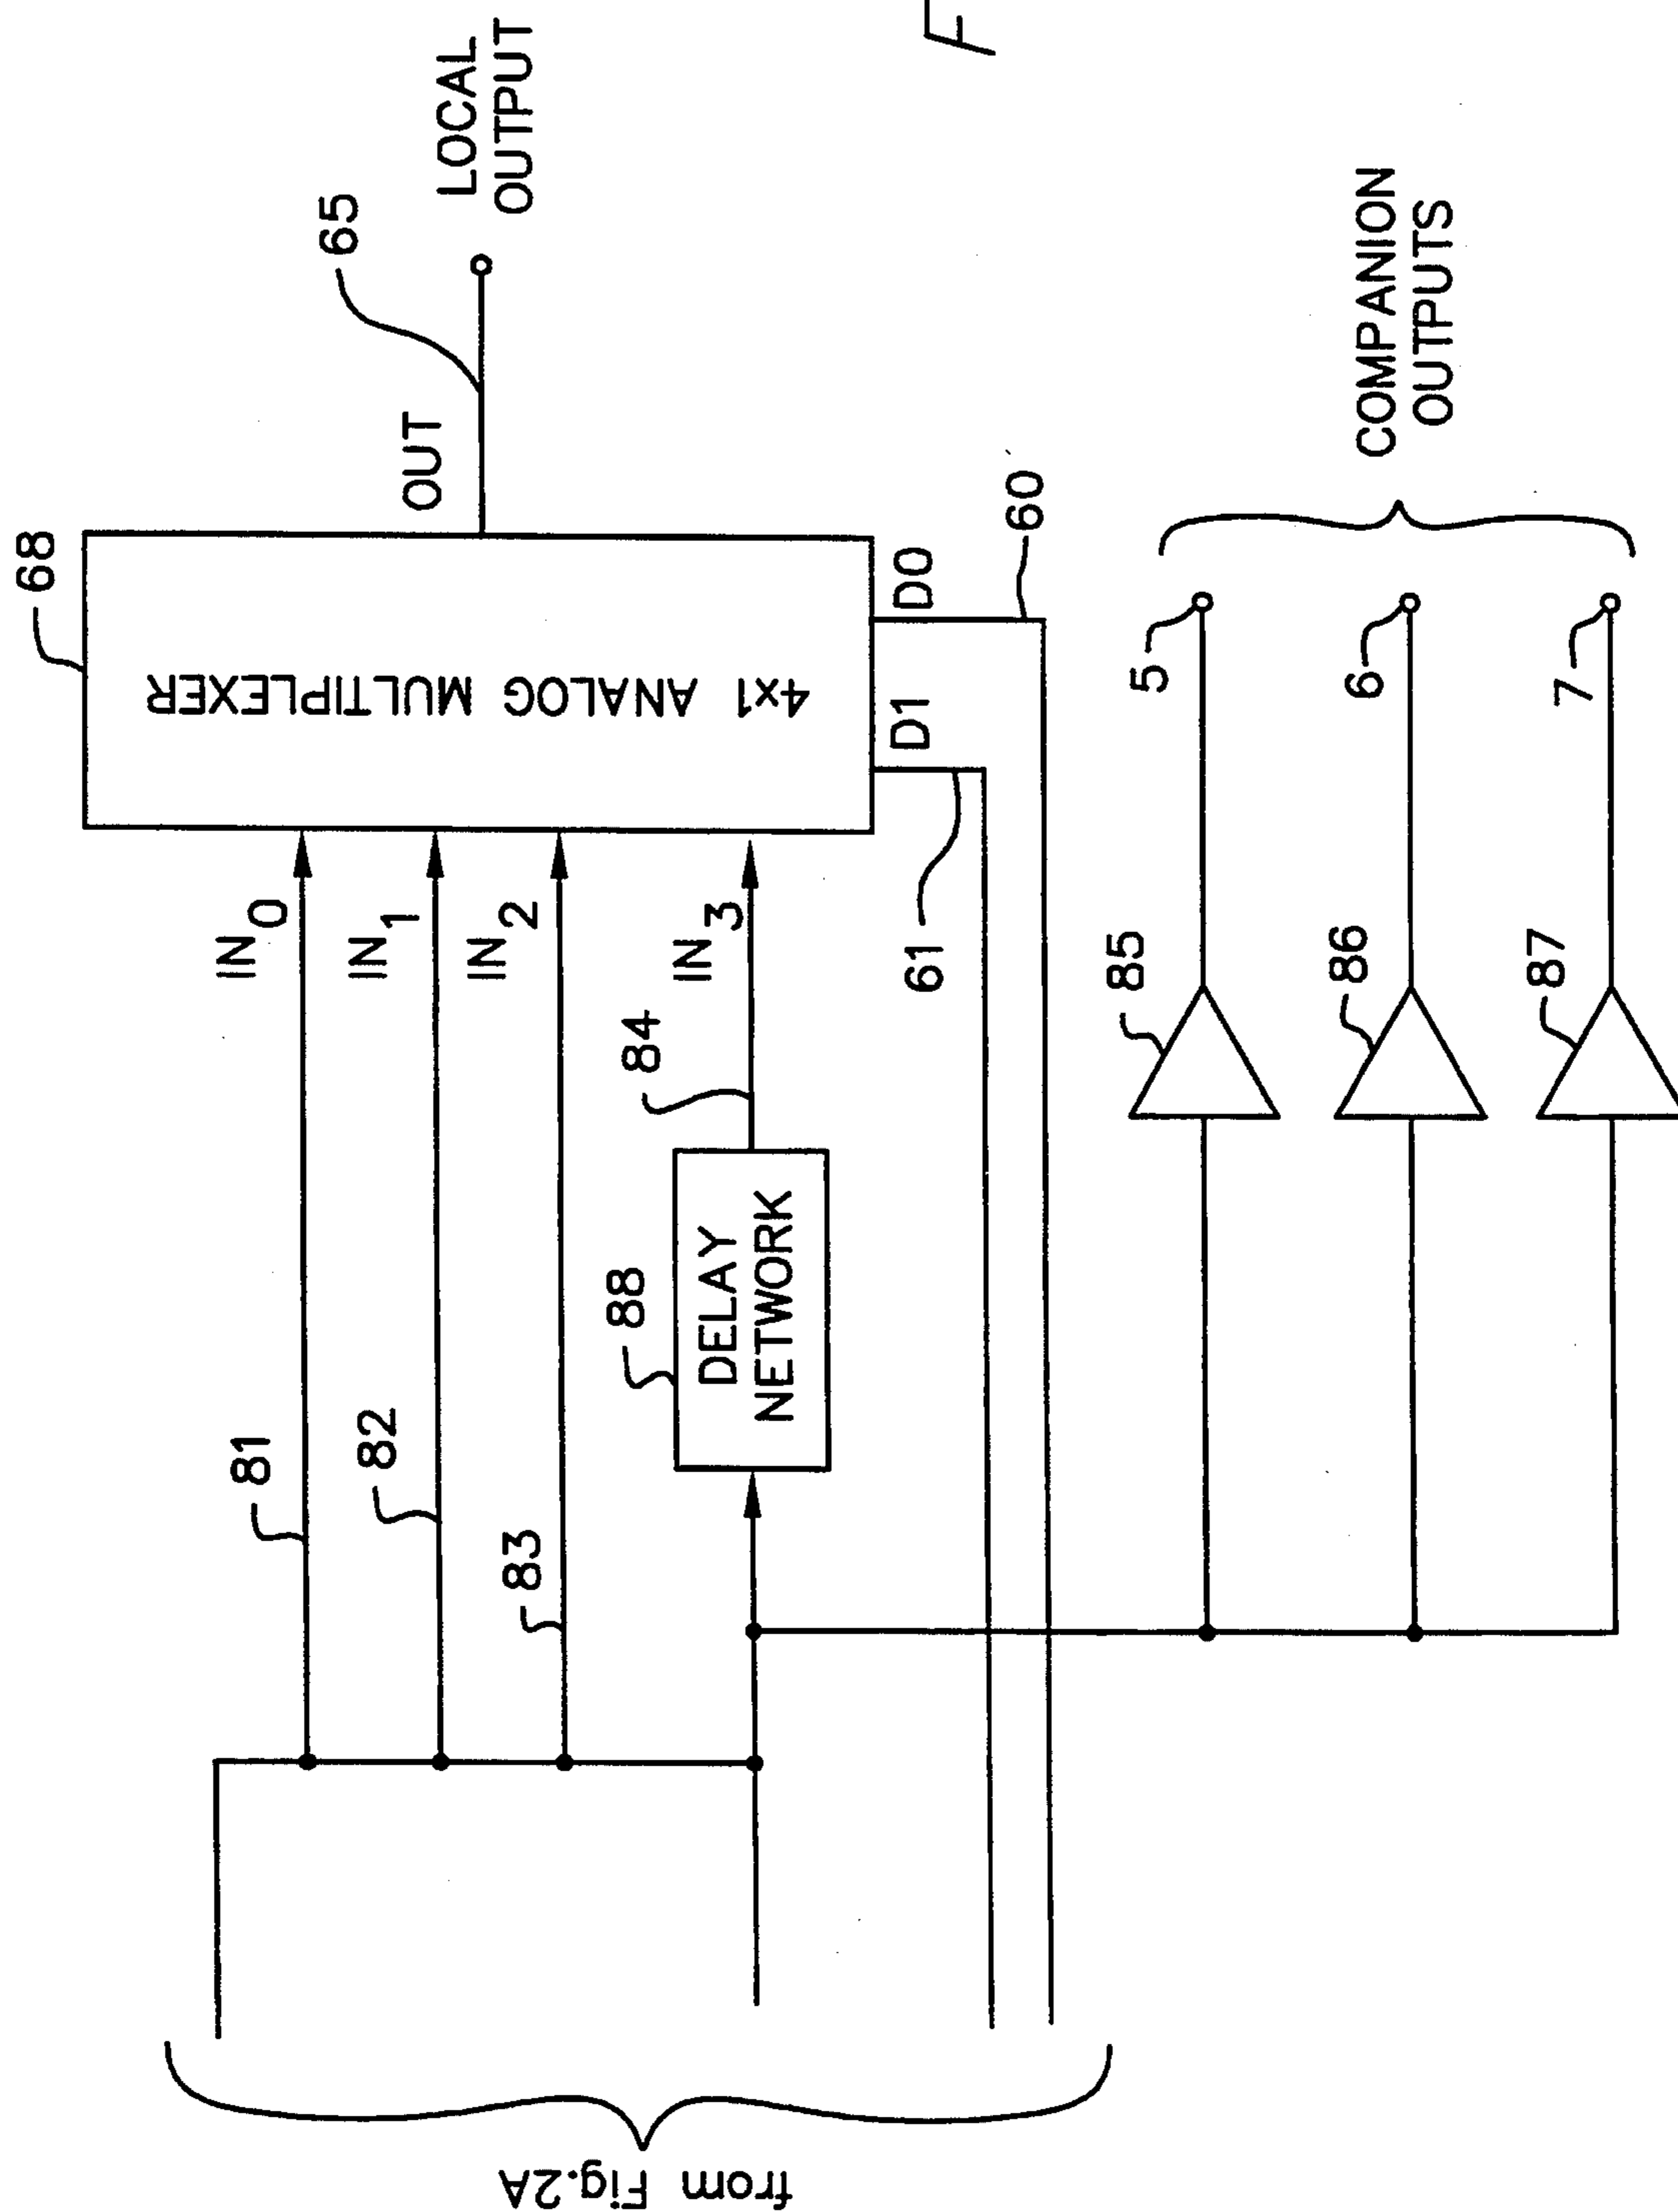 68
4x1 ANALOG MULTIPLEXER
OUT
65
LOCAL
OUTPUT
IN0
IN1
IN2
IN3
81
82
83
84
88
DELAY
NETWORK
D1
D0
61
60
85
86
87
5
6
7
COMPANION
OUTPUTS
from Fig.2A